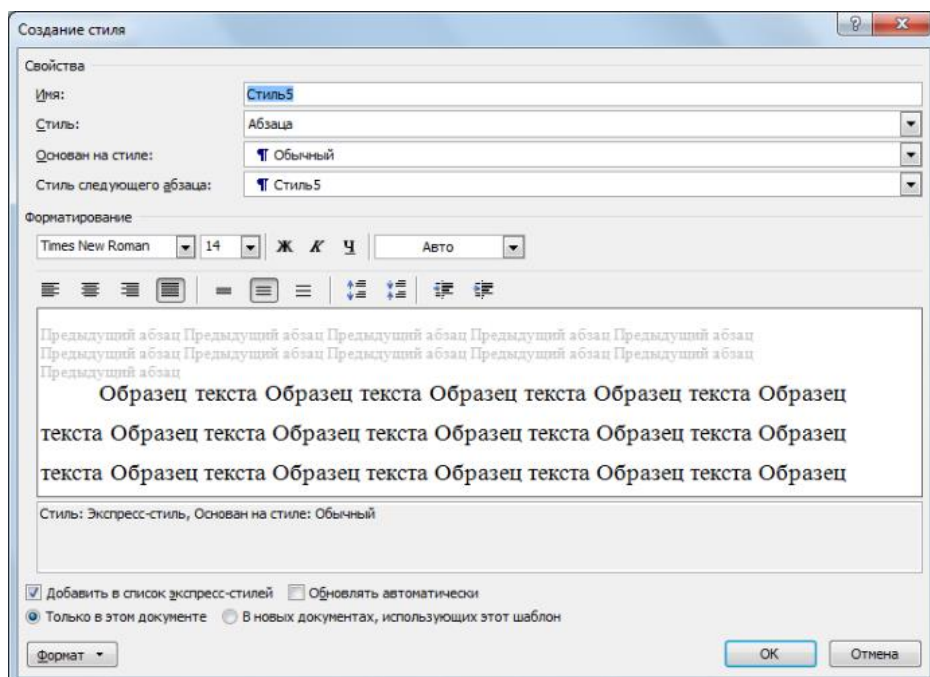 Создание стиля
Свойства
Имя: Стиль5
Стиль: Абзаца
Основан на стиле: ¶ Обычный
Стиль следующего абзаца: ¶ Стиль5
Форматирование
Times New Roman 14 Ж К Ч Авто
Предыдущий абзац Предыдущий абзац Предыдущий абзац Предыдущий абзац Предыдущий абзац
Предыдущий абзац Предыдущий абзац Предыдущий абзац Предыдущий абзац Предыдущий абзац
Предыдущий абзац
Образец текста Образец текста Образец текста Образец текста Образец
текста Образец текста Образец текста Образец текста Образец текста Образец
текста Образец текста Образец текста Образец текста Образец текста Образец
Стиль: Экспресс-стиль, Основан на стиле: Обычный
Добавить в список экспресс-стилей Обновлять автоматически
Только в этом документе В новых документах, использующих этот шаблон
Формат OK Отмена